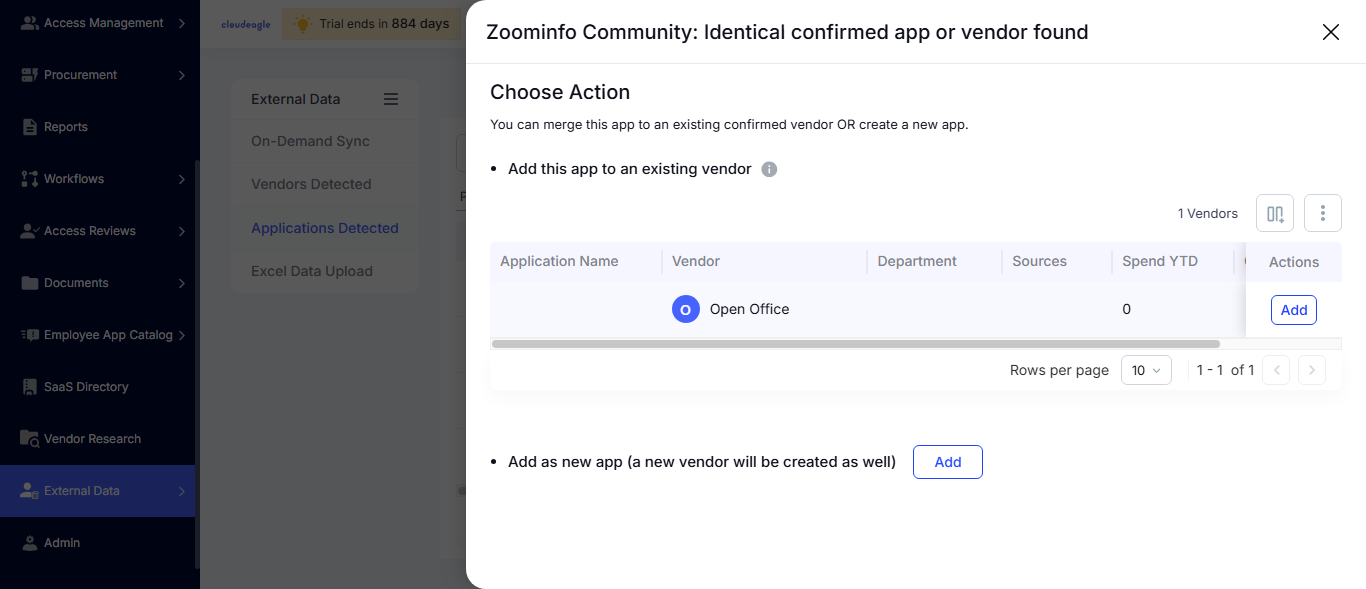 Access Management
Procurement
Reports
Workflows
Access Reviews
Documents
Employee App Catalog
SaaS Directory
Vendor Research
External Data
Admin
cloudeagle
Trial ends in 884 days
External Data
On-Demand Sync
Vendors Detected
Applications Detected
Excel Data Upload
Zoominfo Community: Identical confirmed app or vendor found
Choose Action
You can merge this app to an existing confirmed vendor OR create a new app.
• Add this app to an existing vendor
1 Vendors
Application Name Vendor Department Sources Spend YTD Actions
O Open Office 0 Add
Rows per page 10 1 - 1 of 1
• Add as new app (a new vendor will be created as well) Add